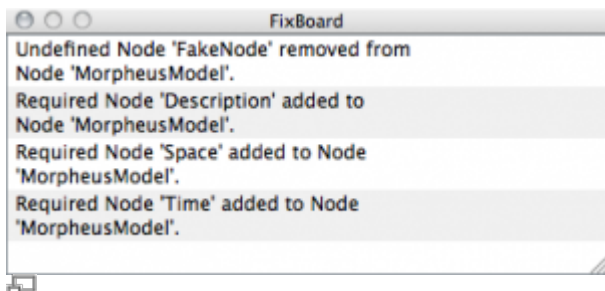 FixBoard
Undefined Node 'FakeNode' removed from
Node 'MorpheusModel'.
Required Node 'Description' added to
Node 'MorpheusModel'.
Required Node 'Space' added to Node
'MorpheusModel'.
Required Node 'Time' added to Node
'MorpheusModel'.